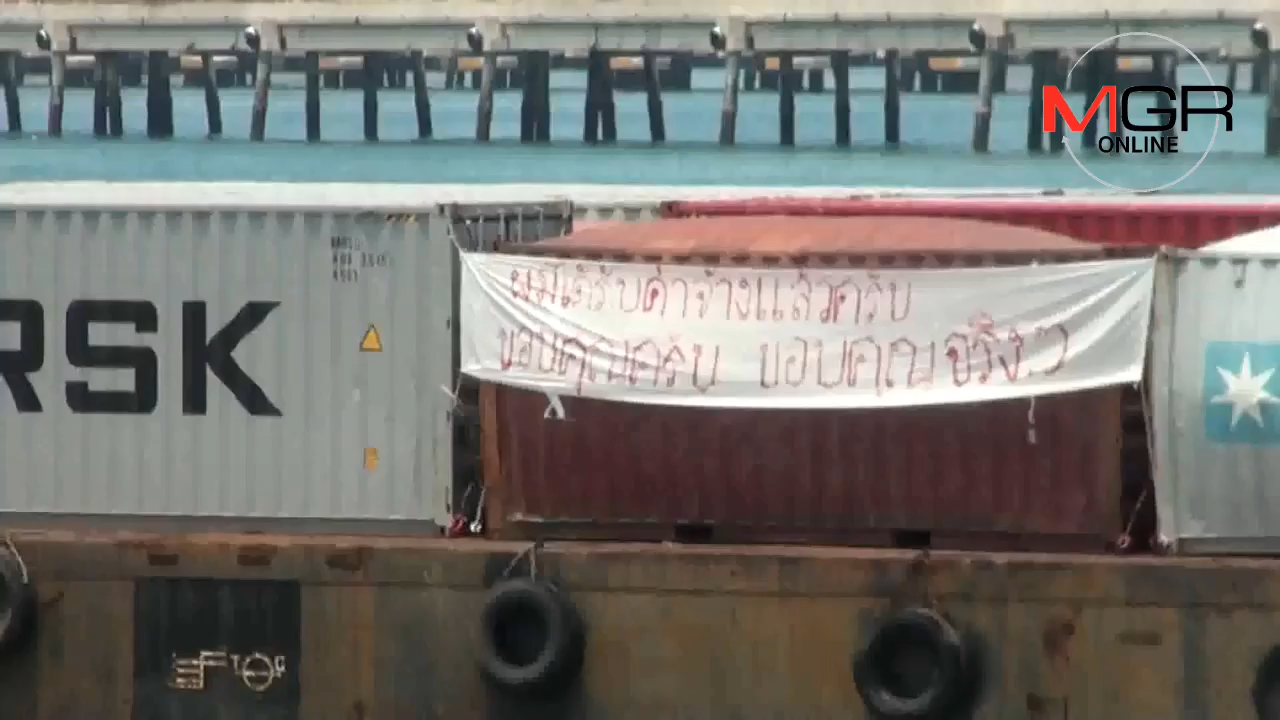 MGR
ONLINE
RSK
ผมได้รับค่าจ้างแล้วครับ
ขอบคุณครับ ขอบคุณจริงๆ